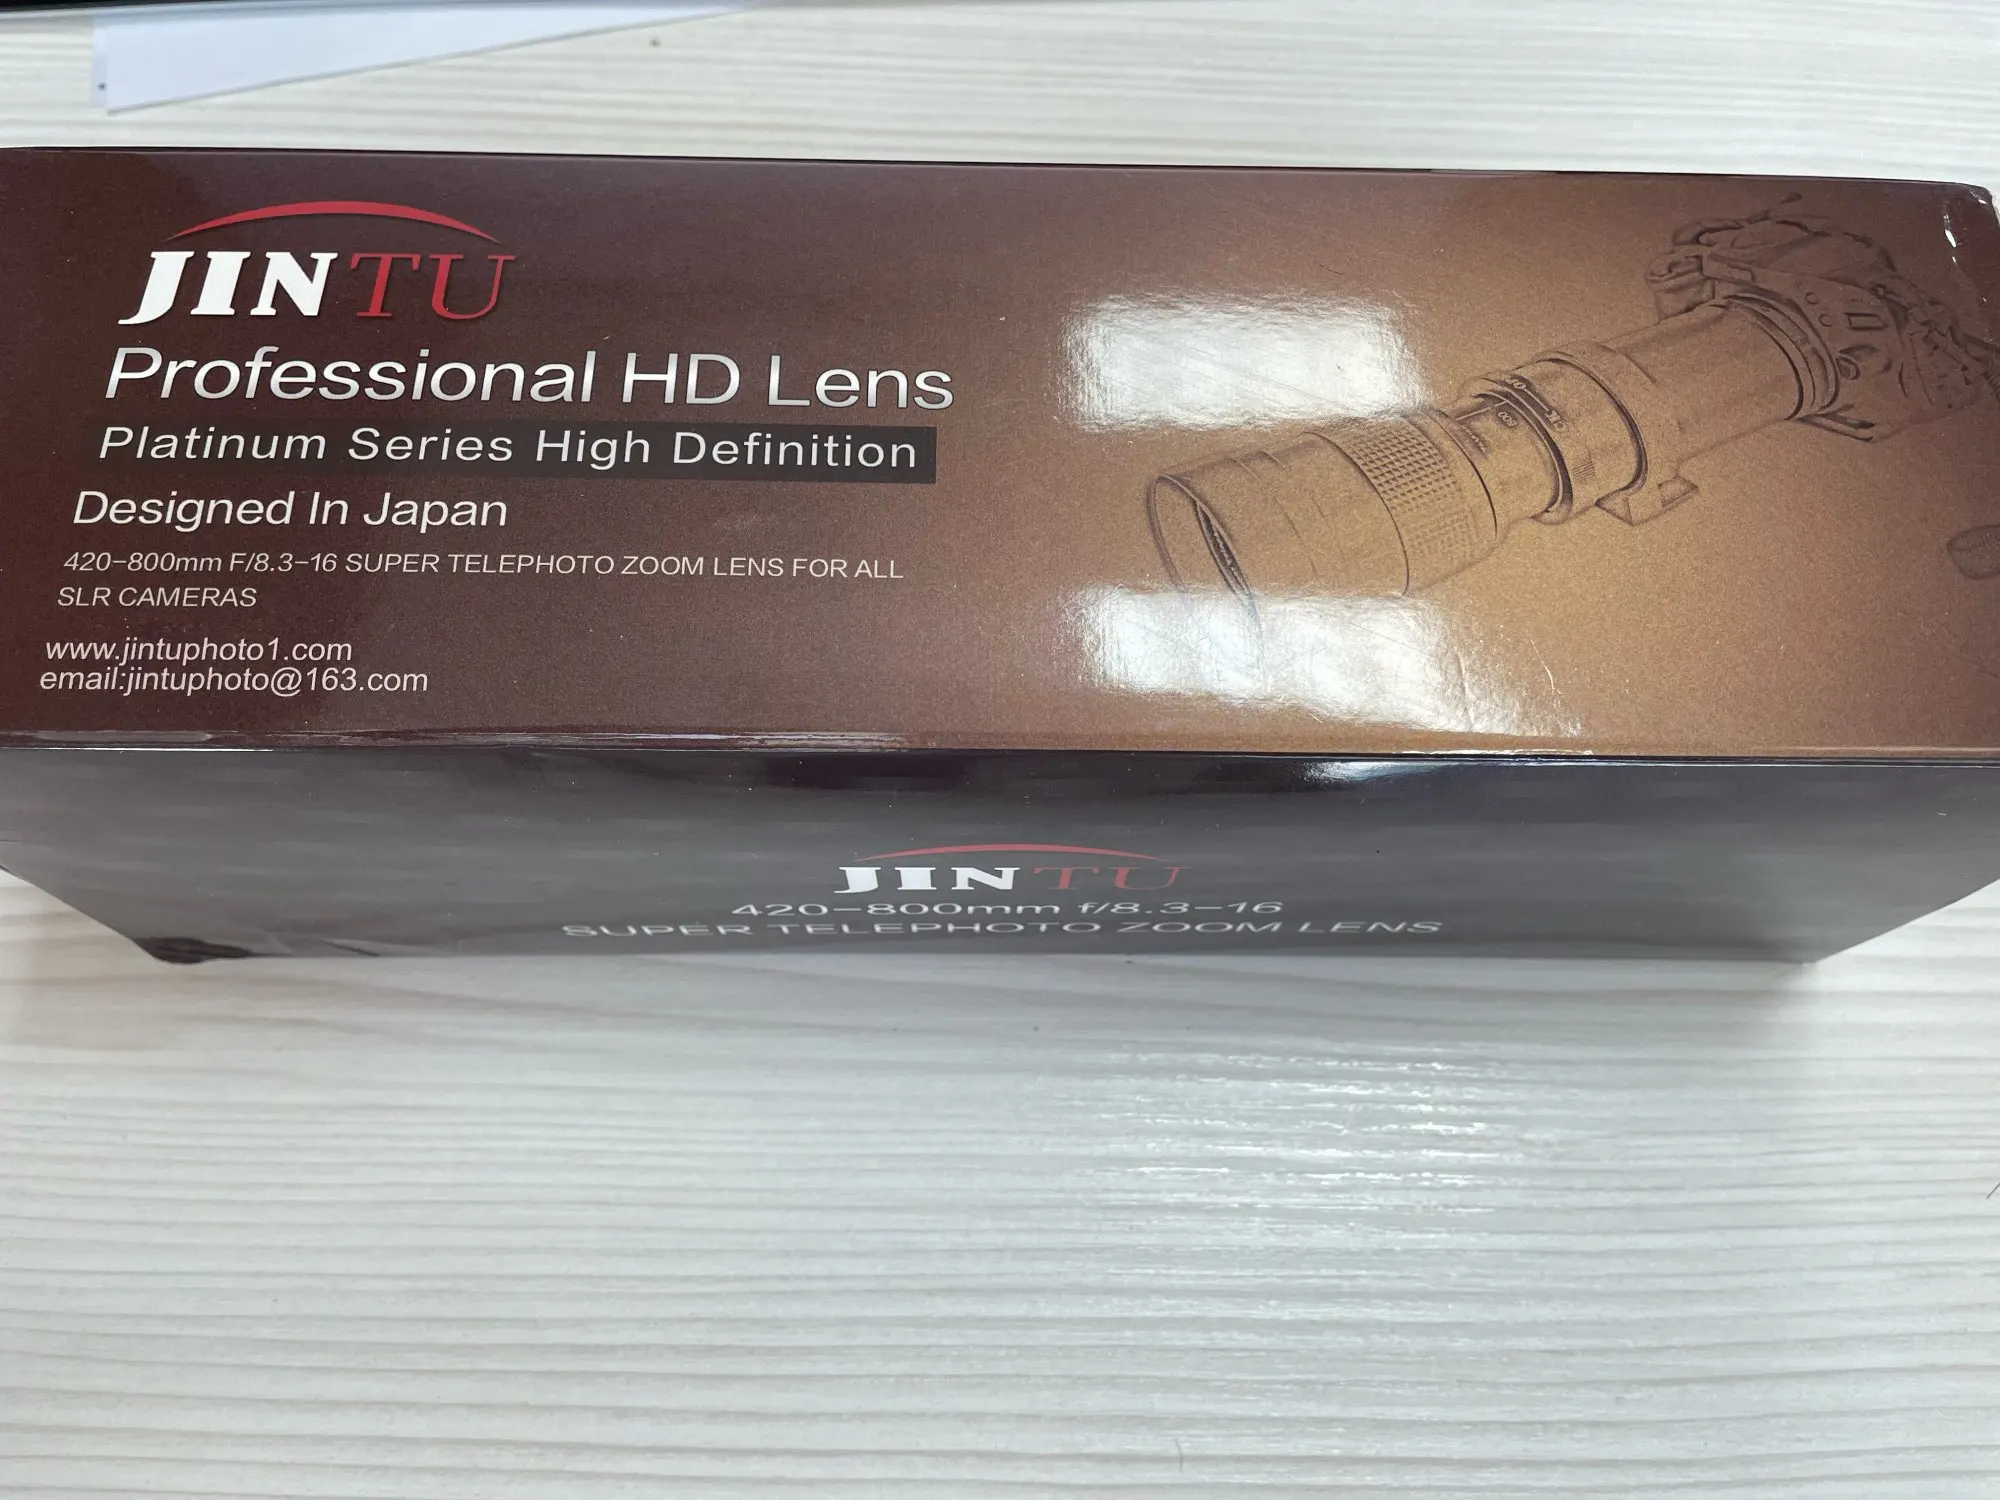 JINTU
Professional HD Lens
Platinum Series High Definition
Designed In Japan
420-800mm F/8.3-16 SUPER TELEPHOTO ZOOM LENS FOR ALL
SLR CAMERAS
www.jintuphoto1.com
email:jintuphoto@163.com
800
JINTU
420-800mm f/8.3-16
SUPER TELEPHOTO ZOOM LENS